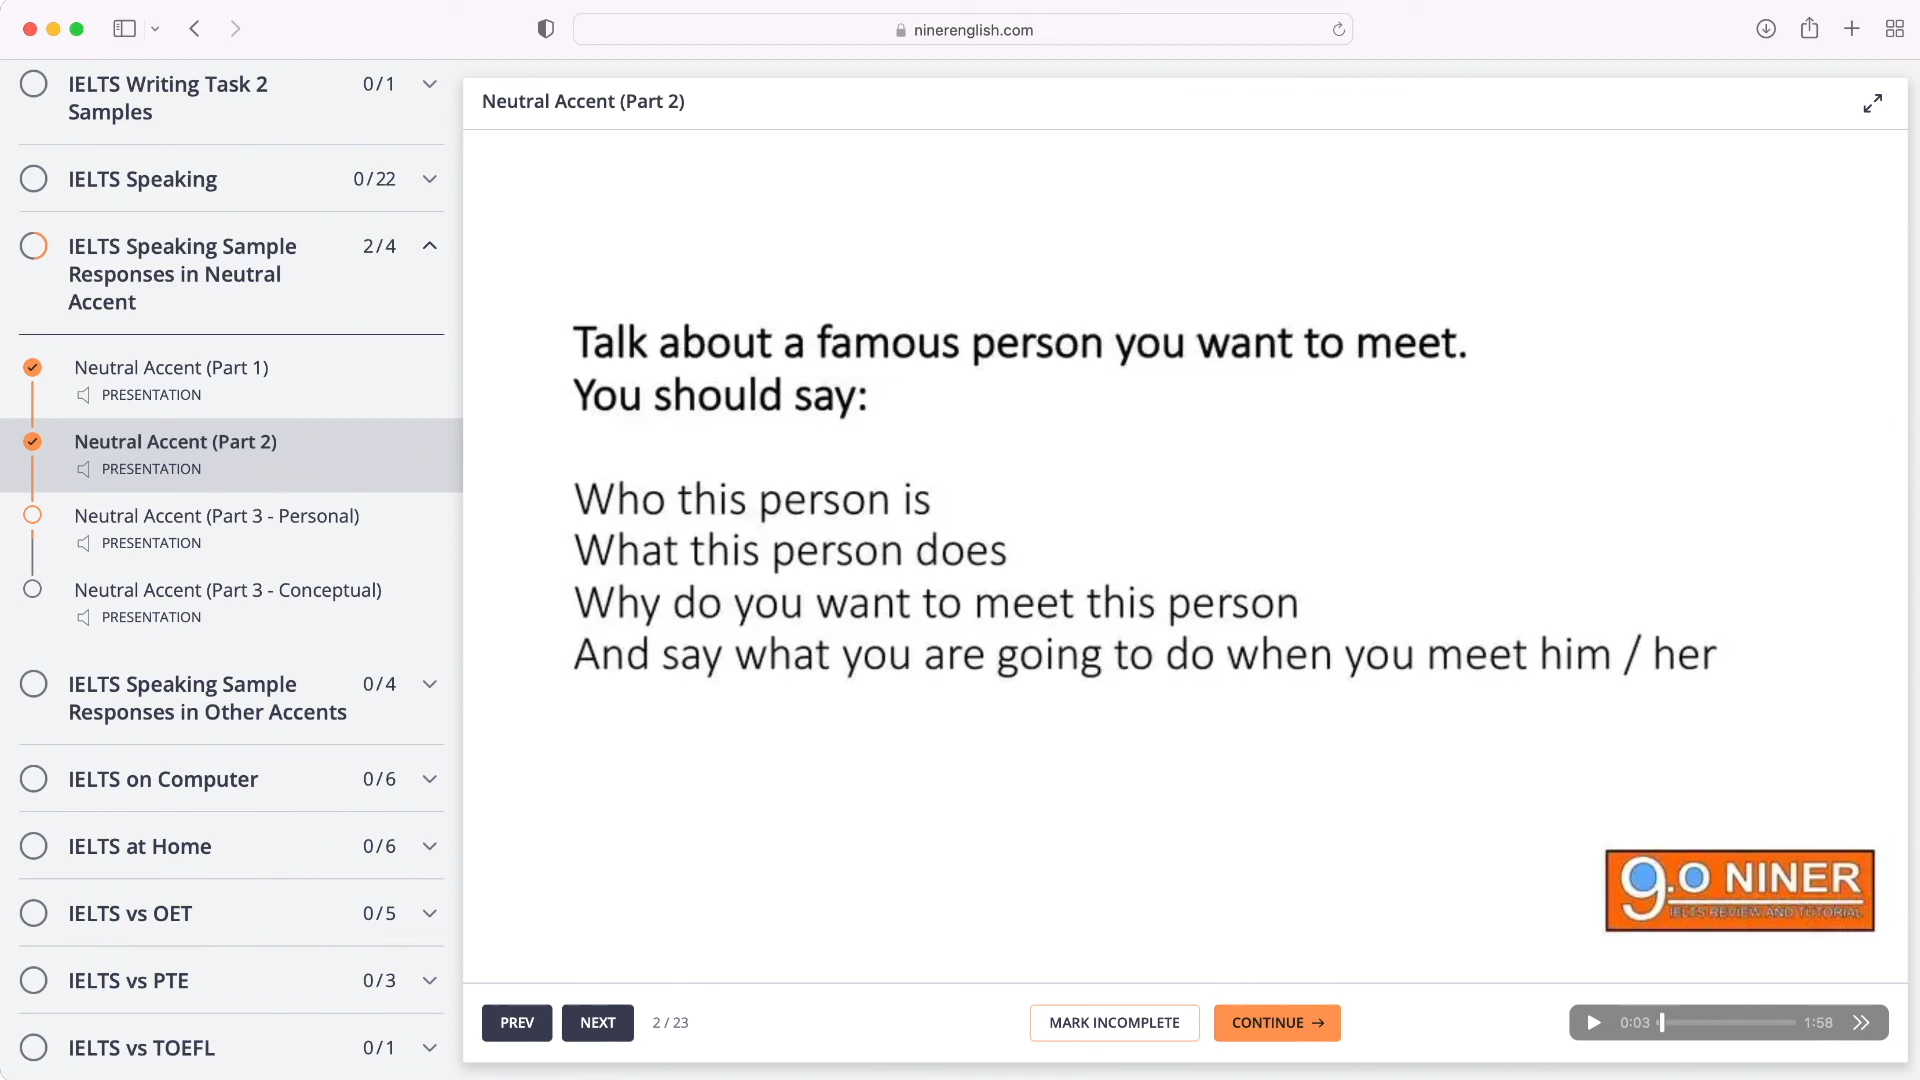 ninerenglish.com
IELTS Writing Task 2
Samples
0/1
IELTS Speaking
0/22
IELTS Speaking Sample
Responses in Neutral
Accent
2/4
Neutral Accent (Part 1)
PRESENTATION
Neutral Accent (Part 2)
PRESENTATION
Neutral Accent (Part 3 - Personal)
PRESENTATION
Neutral Accent (Part 3 - Conceptual)
PRESENTATION
IELTS Speaking Sample
Responses in Other Accents
0/4
IELTS on Computer
0/6
IELTS at Home
0/6
IELTS vs OET
0/5
IELTS vs PTE
0/3
IELTS vs TOEFL
0/1
Neutral Accent (Part 2)
Talk about a famous person you want to meet.
You should say:
Who this person is
What this person does
Why do you want to meet this person
And say what you are going to do when you meet him / her
9.0 NINER
IELTS REVIEW AND TUTORIAL
PREV
NEXT
2 / 23
MARK INCOMPLETE
CONTINUE →
0:03
1:58